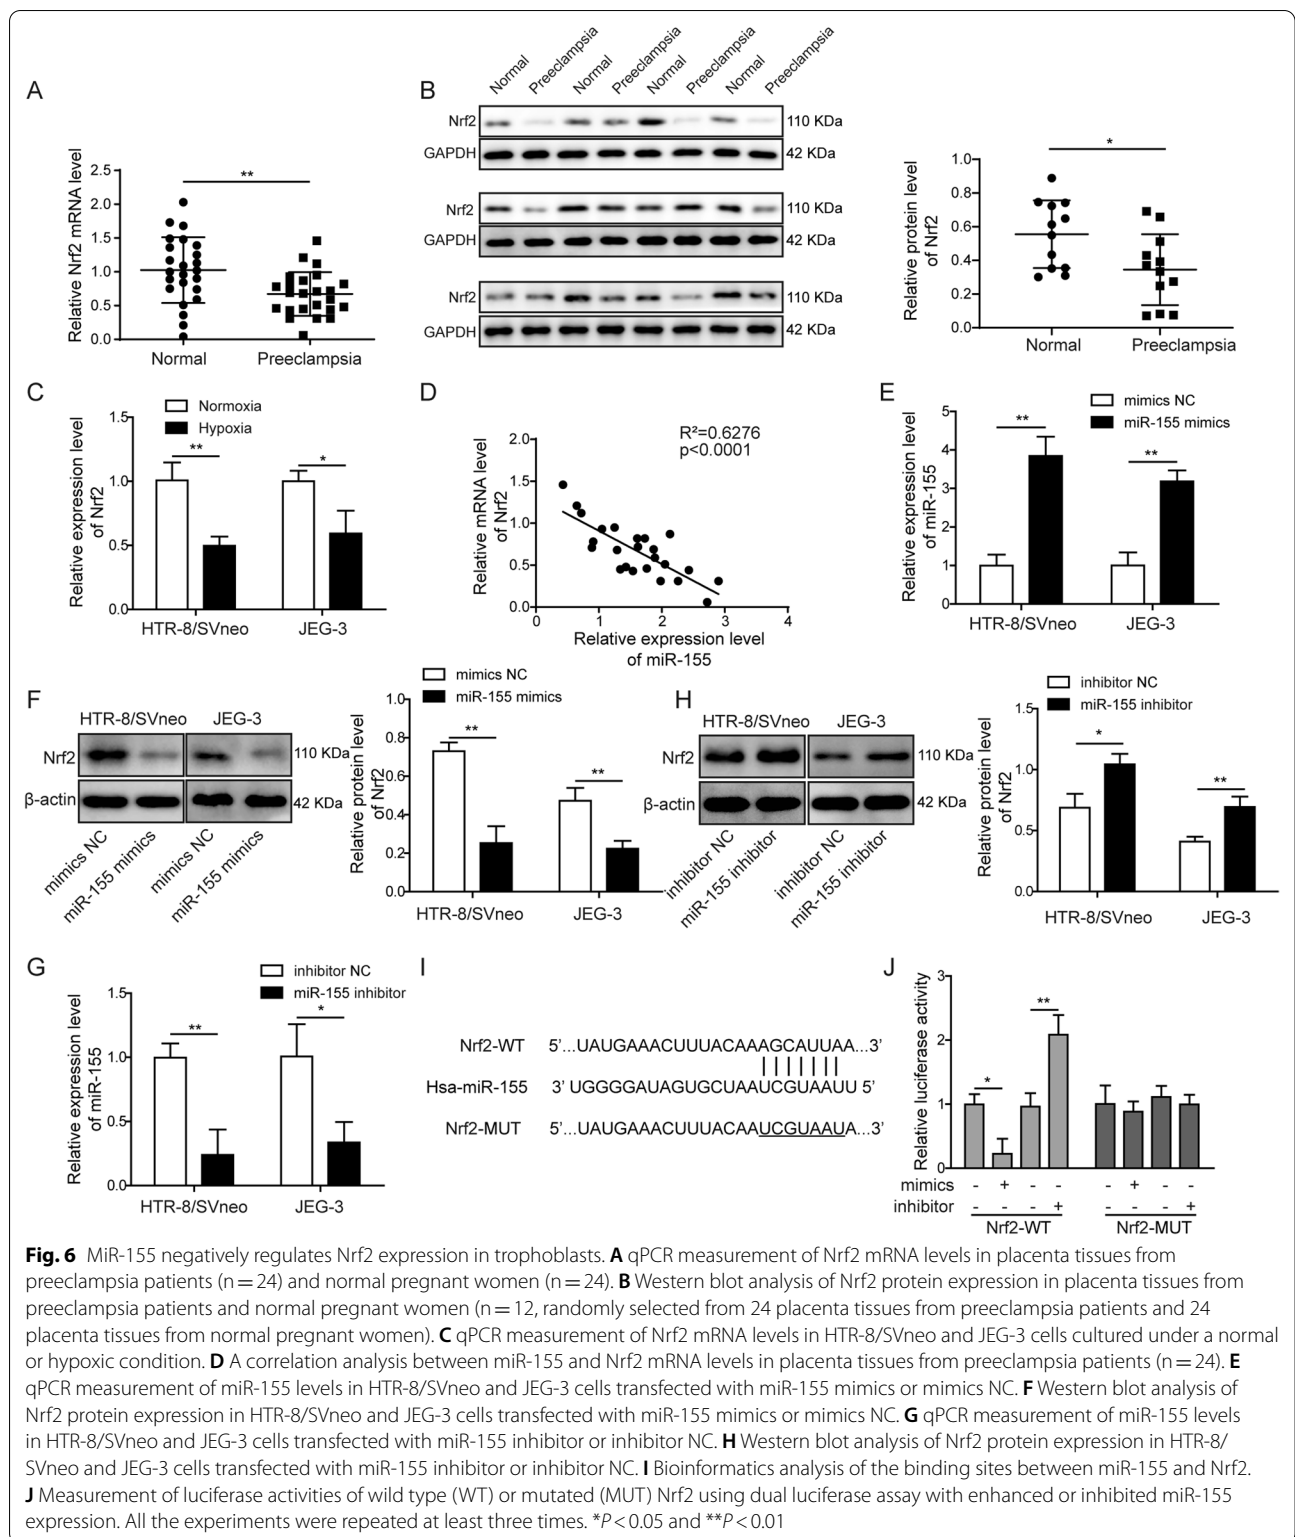 A
Relative Nrf2 mRNA level
2.5
2.0
1.5
1.0
0.5
0.0
**
Normal
Preeclampsia
B
Normal
Preeclampsia
Normal
Preeclampsia
Normal
Preeclampsia
Normal
Preeclampsia
Nrf2
110 KDa
GAPDH
42 KDa
Nrf2
110 KDa
GAPDH
42 KDa
Nrf2
110 KDa
GAPDH
42 KDa
Relative protein level
of Nrf2
1.0
0.8
0.6
0.4
0.2
0.0
*
Normal
Preeclampsia
C
Normoxia
Hypoxia
Relative expression level
of Nrf2
1.5
1.0
0.5
0.0
**
*
HTR-8/SVneo
JEG-3
D
R²=0.6276
p<0.0001
Relative mRNA level
of Nrf2
2.0
1.5
1.0
0.5
0.0
0
1
2
3
4
Relative expression level
of miR-155
E
mimics NC
miR-155 mimics
Relative expression level
of miR-155
5
4
3
2
1
0
**
**
HTR-8/SVneo
JEG-3
F
HTR-8/SVneo
JEG-3
Nrf2
110 KDa
β-actin
42 KDa
mimics NC
miR-155 mimics
mimics NC
miR-155 mimics
mimics NC
miR-155 mimics
Relative protein level
of Nrf2
1.0
0.8
0.6
0.4
0.2
0.0
**
**
HTR-8/SVneo
JEG-3
H
HTR-8/SVneo
JEG-3
Nrf2
110 KDa
β-actin
42 KDa
inhibitor NC
miR-155 inhibitor
inhibitor NC
miR-155 inhibitor
inhibitor NC
miR-155 inhibitor
Relative protein level
of Nrf2
1.5
1.0
0.5
0.0
*
**
HTR-8/SVneo
JEG-3
G
inhibitor NC
miR-155 inhibitor
Relative expression level
of miR-155
1.5
1.0
0.5
0.0
**
*
HTR-8/SVneo
JEG-3
I
Nrf2-WT 5'...UAUGAAACUUUACAAAGCAUUAA...3'
Hsa-miR-155 3' UGGGGAUAGUGCUAAUCGUAAUU 5'
Nrf2-MUT 5'...UAUGAAACUUUACAAUCGUAAUA...3'
J
Relative luciferase activity
3
2
1
0
*
**
mimics - + - - - + - -
inhibitor - - - + - - - +
Nrf2-WT
Nrf2-MUT
Fig. 6 MiR-155 negatively regulates Nrf2 expression in trophoblasts. A qPCR measurement of Nrf2 mRNA levels in placenta tissues from
preeclampsia patients (n = 24) and normal pregnant women (n = 24). B Western blot analysis of Nrf2 protein expression in placenta tissues from
preeclampsia patients and normal pregnant women (n = 12, randomly selected from 24 placenta tissues from preeclampsia patients and 24
placenta tissues from normal pregnant women). C qPCR measurement of Nrf2 mRNA levels in HTR-8/SVneo and JEG-3 cells cultured under a normal
or hypoxic condition. D A correlation analysis between miR-155 and Nrf2 mRNA levels in placenta tissues from preeclampsia patients (n = 24). E
qPCR measurement of miR-155 levels in HTR-8/SVneo and JEG-3 cells transfected with miR-155 mimics or mimics NC. F Western blot analysis of
Nrf2 protein expression in HTR-8/SVneo and JEG-3 cells transfected with miR-155 mimics or mimics NC. G qPCR measurement of miR-155 levels
in HTR-8/SVneo and JEG-3 cells transfected with miR-155 inhibitor or inhibitor NC. H Western blot analysis of Nrf2 protein expression in HTR-8/
SVneo and JEG-3 cells transfected with miR-155 inhibitor or inhibitor NC. I Bioinformatics analysis of the binding sites between miR-155 and Nrf2.
J Measurement of luciferase activities of wild type (WT) or mutated (MUT) Nrf2 using dual luciferase assay with enhanced or inhibited miR-155
expression. All the experiments were repeated at least three times. *P < 0.05 and **P < 0.01